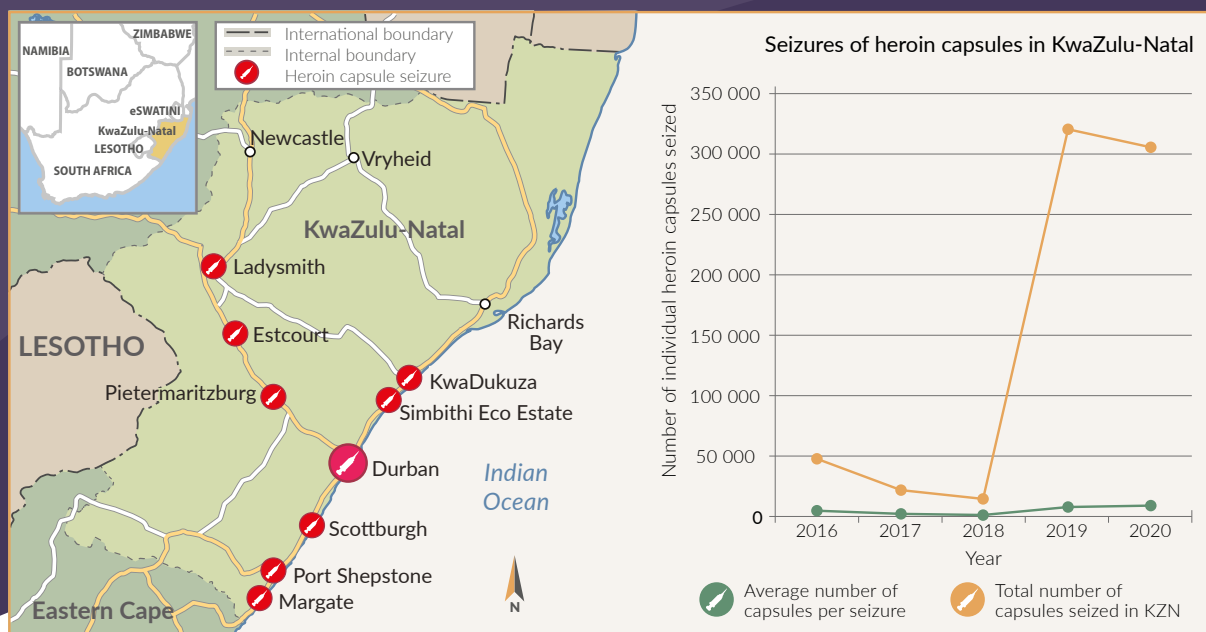 NAMIBIA
ZIMBABWE
BOTSWANA
eSWATINI
KwaZulu-Natal
LESOTHO
SOUTH AFRICA
International boundary
Internal boundary
Heroin capsule seizure
Newcastle
Vryheid
KwaZulu-Natal
Ladysmith
Estcourt
LESOTHO
Richards
Bay
Pietermaritzburg
KwaDukuza
Simbithi Eco Estate
Durban
Indian
Ocean
Scottburgh
Port Shepstone
Margate
Eastern Cape
N
Seizures of heroin capsules in KwaZulu-Natal
Number of individual heroin capsules seized
350 000
300 000
250 000
200 000
150 000
100 000
50 000
0
2016 2017 2018 2019 2020
Year
Average number of
capsules per seizure
Total number of
capsules seized in KZN